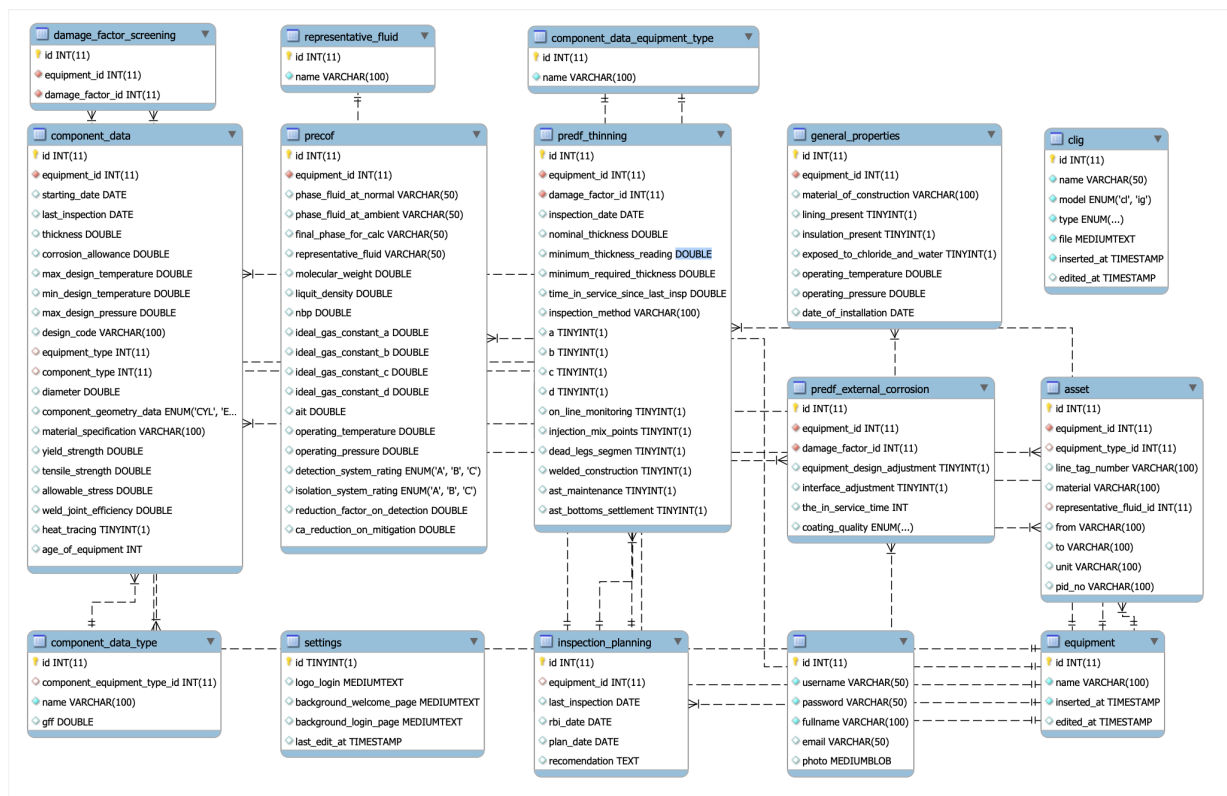 damage_factor_screening
id INT(11)
equipment_id INT(11)
damage_factor_id INT(11)
representative_fluid
id INT(11)
name VARCHAR(100)
component_data_equipment_type
id INT(11)
name VARCHAR(100)
component_data
id INT(11)
equipment_id INT(11)
starting_date DATE
last_inspection DATE
thickness DOUBLE
corrosion_allowance DOUBLE
max_design_temperature DOUBLE
min_design_temperature DOUBLE
max_design_pressure DOUBLE
design_code VARCHAR(100)
equipment_type INT(11)
component_type INT(11)
diameter DOUBLE
component_geometry_data ENUM('CYL', 'E...
material_specification VARCHAR(100)
yield_strength DOUBLE
tensile_strength DOUBLE
allowable_stress DOUBLE
weld_joint_efficiency DOUBLE
heat_tracing TINYINT(1)
age_of_equipment INT
precof
id INT(11)
equipment_id INT(11)
phase_fluid_at_normal VARCHAR(50)
phase_fluid_at_ambient VARCHAR(50)
final_phase_for_calc VARCHAR(50)
representative_fluid VARCHAR(50)
molecular_weight DOUBLE
liquit_density DOUBLE
nbp DOUBLE
ideal_gas_constant_a DOUBLE
ideal_gas_constant_b DOUBLE
ideal_gas_constant_c DOUBLE
ideal_gas_constant_d DOUBLE
ait DOUBLE
operating_temperature DOUBLE
operating_pressure DOUBLE
detection_system_rating ENUM('A', 'B', 'C')
isolation_system_rating ENUM('A', 'B', 'C')
reduction_factor_on_detection DOUBLE
ca_reduction_on_mitigation DOUBLE
predf_thinning
id INT(11)
equipment_id INT(11)
damage_factor_id INT(11)
inspection_date DATE
nominal_thickness DOUBLE
minimum_thickness_reading DOUBLE
minimum_required_thickness DOUBLE
time_in_service_since_last_insp DOUBLE
inspection_method VARCHAR(100)
a TINYINT(1)
b TINYINT(1)
c TINYINT(1)
d TINYINT(1)
on_line_monitoring TINYINT(1)
injection_mix_points TINYINT(1)
dead_legs_segmen TINYINT(1)
welded_construction TINYINT(1)
ast_maintenance TINYINT(1)
ast_bottoms_settlement TINYINT(1)
general_properties
id INT(11)
equipment_id INT(11)
material_of_construction VARCHAR(100)
lining_present TINYINT(1)
insulation_present TINYINT(1)
exposed_to_chloride_and_water TINYINT(1)
operating_temperature DOUBLE
operating_pressure DOUBLE
date_of_installation DATE
clig
id INT(11)
name VARCHAR(50)
model ENUM('cl', 'ig')
type ENUM(...)
file MEDIUMTEXT
inserted_at TIMESTAMP
edited_at TIMESTAMP
predf_external_corrosion
id INT(11)
equipment_id INT(11)
damage_factor_id INT(11)
equipment_design_adjustment TINYINT(1)
interface_adjustment TINYINT(1)
the_in_service_time INT
coating_quality ENUM(...)
asset
id INT(11)
equipment_id INT(11)
equipment_type_id INT(11)
line_tag_number VARCHAR(100)
material VARCHAR(100)
representative_fluid_id INT(11)
from VARCHAR(100)
to VARCHAR(100)
unit VARCHAR(100)
pid_no VARCHAR(100)
component_data_type
id INT(11)
component_equipment_type_id INT(11)
name VARCHAR(100)
gff DOUBLE
settings
id TINYINT(1)
logo_login MEDIUMTEXT
background_welcome_page MEDIUMTEXT
background_login_page MEDIUMTEXT
last_edit_at TIMESTAMP
inspection_planning
id INT(11)
equipment_id INT(11)
last_inspection DATE
rbi_date DATE
plan_date DATE
recomendation TEXT
id INT(11)
username VARCHAR(50)
password VARCHAR(50)
fullname VARCHAR(100)
email VARCHAR(50)
photo MEDIUMBLOB
equipment
id INT(11)
name VARCHAR(100)
inserted_at TIMESTAMP
edited_at TIMESTAMP